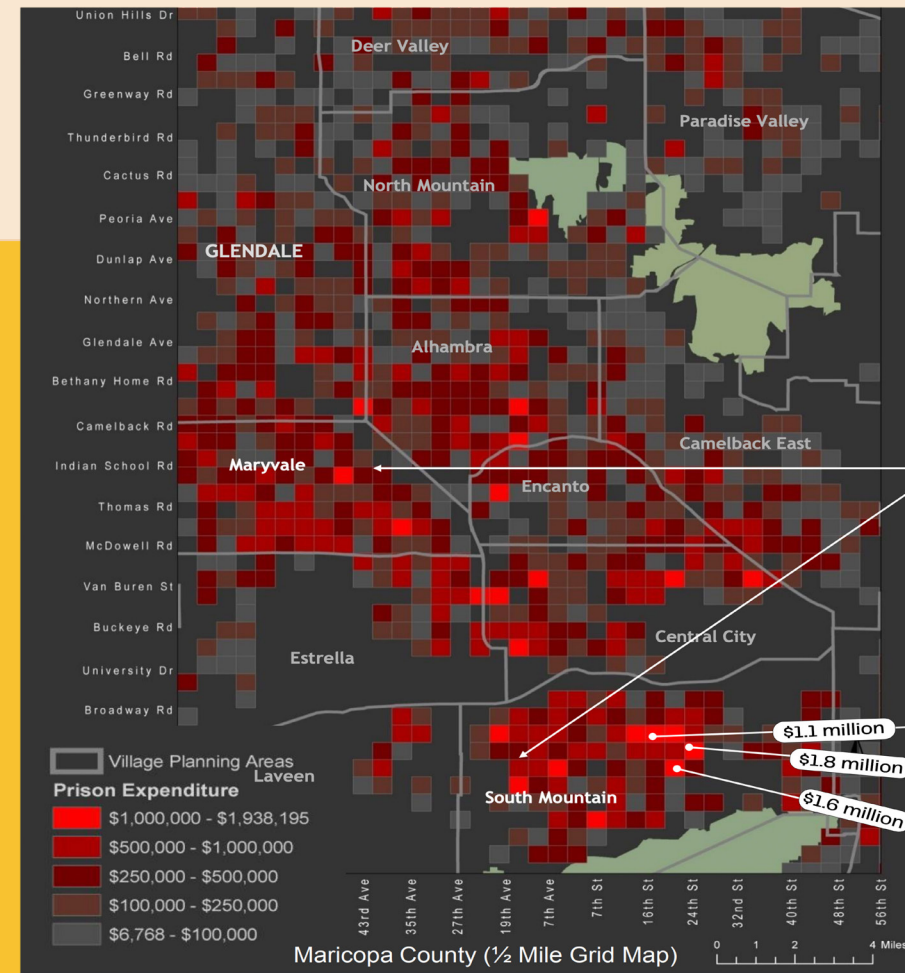 Union Hills Dr
Deer Valley
Bell Rd
Greenway Rd
Paradise Valley
Thunderbird Rd
Cactus Rd
North Mountain
Peoria Ave
GLENDALE
Dunlap Ave
Northern Ave
Glendale Ave
Alhambra
Bethany Home Rd
Camelback Rd
Camelback East
Indian School Rd
Maryvale
Encanto
Thomas Rd
McDowell Rd
Van Buren St
Buckeye Rd
Central City
Estrella
University Dr
Broadway Rd
$1.1 million
$1.8 million
$1.6 million
Village Planning Areas
Laveen
South Mountain
Prison Expenditure
$1,000,000 - $1,938,195
$500,000 - $1,000,000
$250,000 - $500,000
$100,000 - $250,000
$6,768 - $100,000
43rd Ave
35th Ave
27th Ave
19th Ave
7th Ave
7th St
16th St
24th St
32nd St
40th St
48th St
56th St
Maricopa County (½ Mile Grid Map)
0 1 2 4 Miles